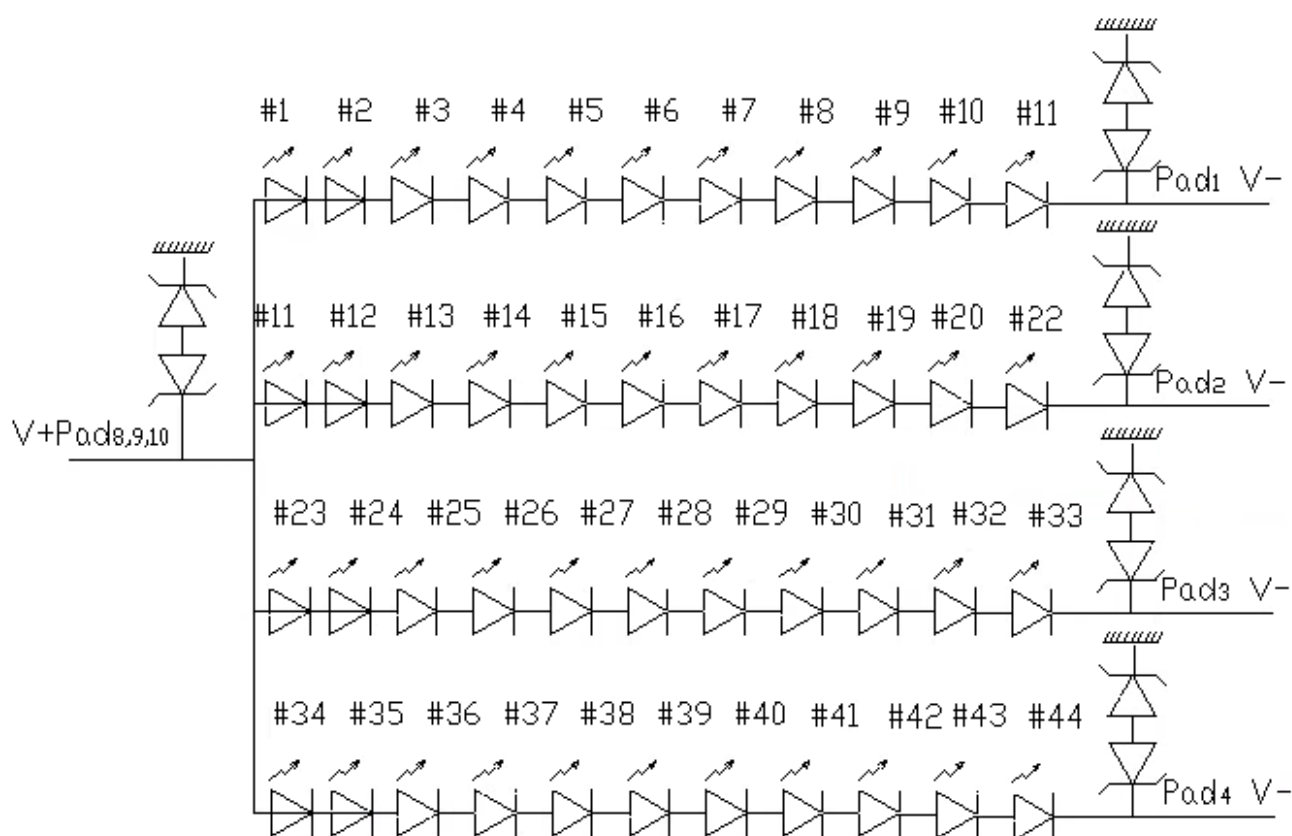 #1 #2 #3 #4 #5 #6 #7 #8 #9 #10 #11
Pad1 V-
#11 #12 #13 #14 #15 #16 #17 #18 #19 #20 #22
Pad2 V-
V+Pad8,9,10
#23 #24 #25 #26 #27 #28 #29 #30 #31 #32 #33
Pad3 V-
#34 #35 #36 #37 #38 #39 #40 #41 #42 #43 #44
Pad4 V-